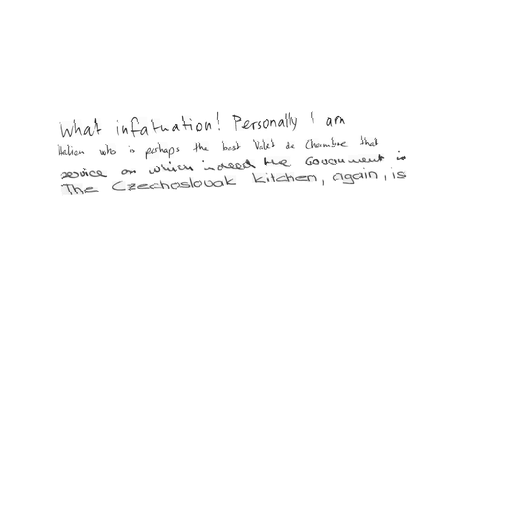 What infatuation! Personally I am
Italian who is perhaps the best Valet de Chambre that
service on which indeed the Government is
The Czechoslovak kitchen, again, is